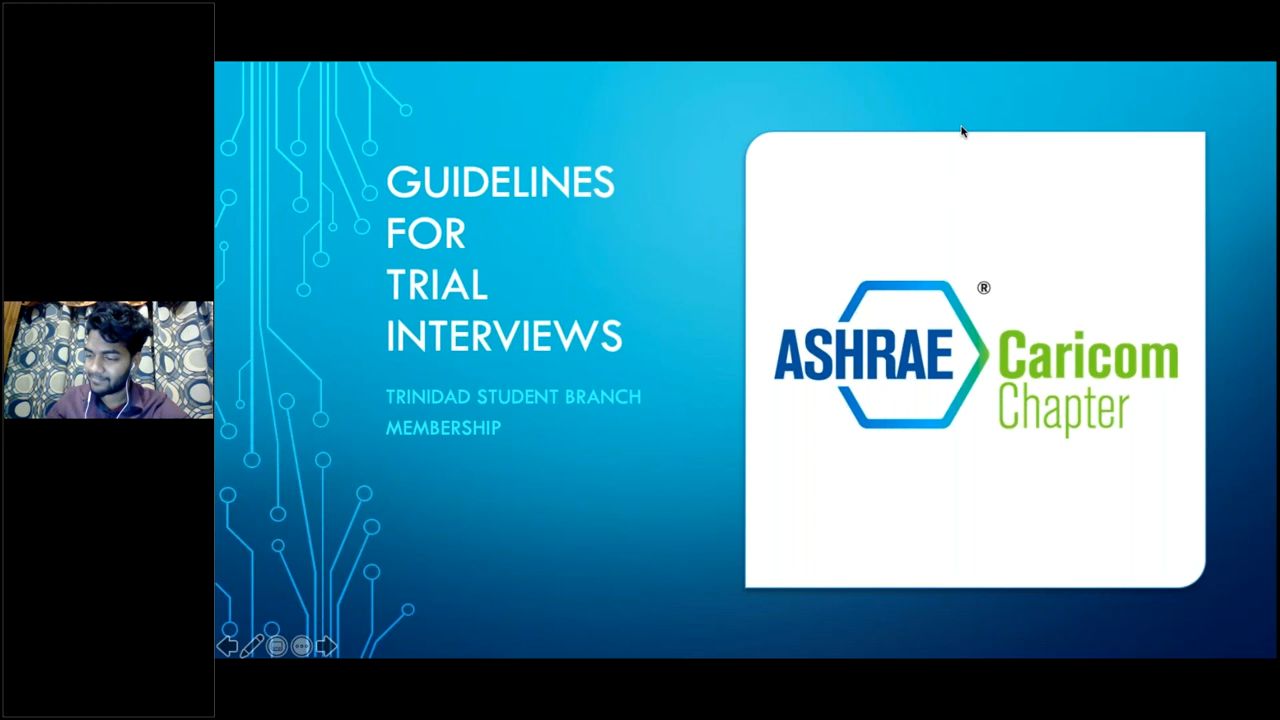 GUIDELINES
FOR
TRIAL
INTERVIEWS
TRINIDAD STUDENT BRANCH
MEMBERSHIP
ASHRAE ®
Caricom
Chapter